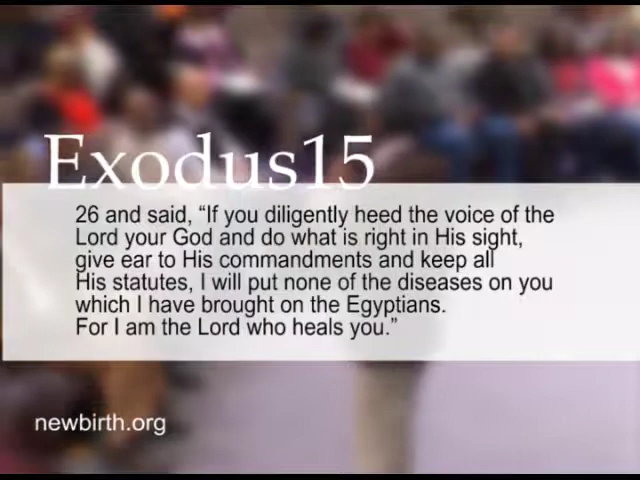 Exodus15
26 and said, “If you diligently heed the voice of the
Lord your God and do what is right in His sight,
give ear to His commandments and keep all
His statutes, I will put none of the diseases on you
which I have brought on the Egyptians.
For I am the Lord who heals you.”
newbirth.org